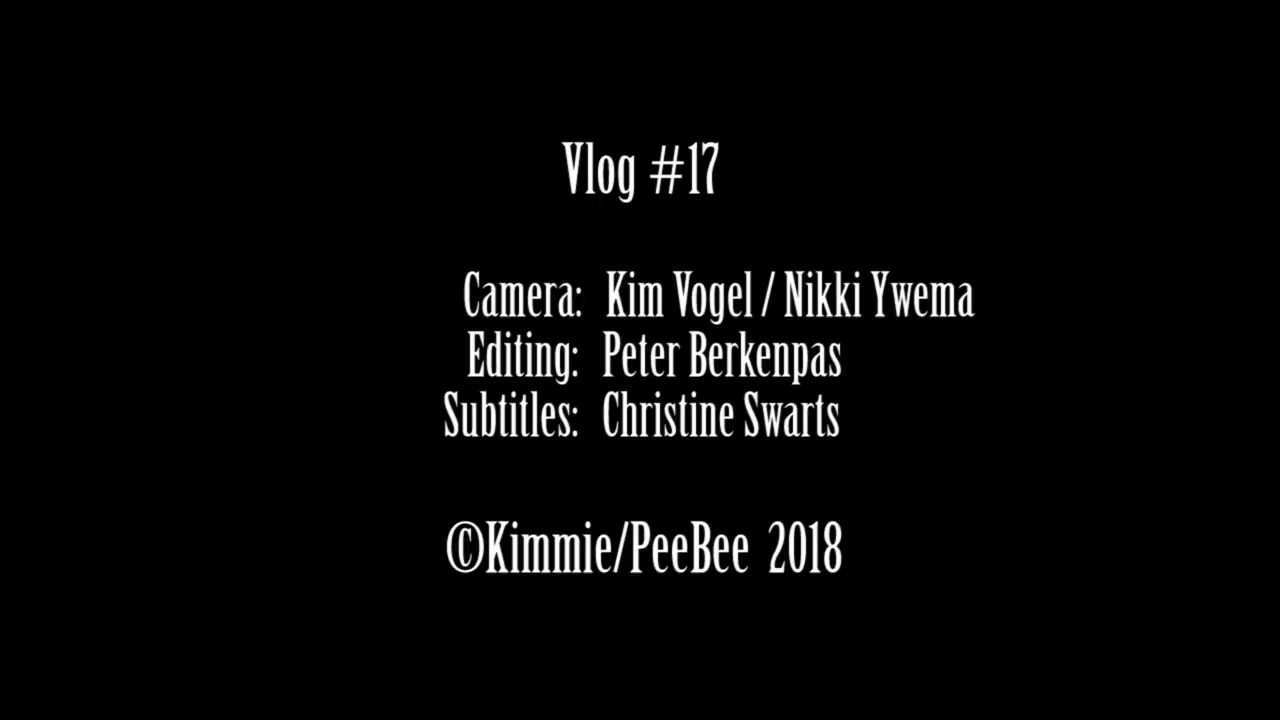 Vlog #17
Camera: Kim Vogel / Nikki Ywema
Editing: Peter Berkenpas
Subtitles: Christine Swarts
©Kimmie/PeeBee 2018